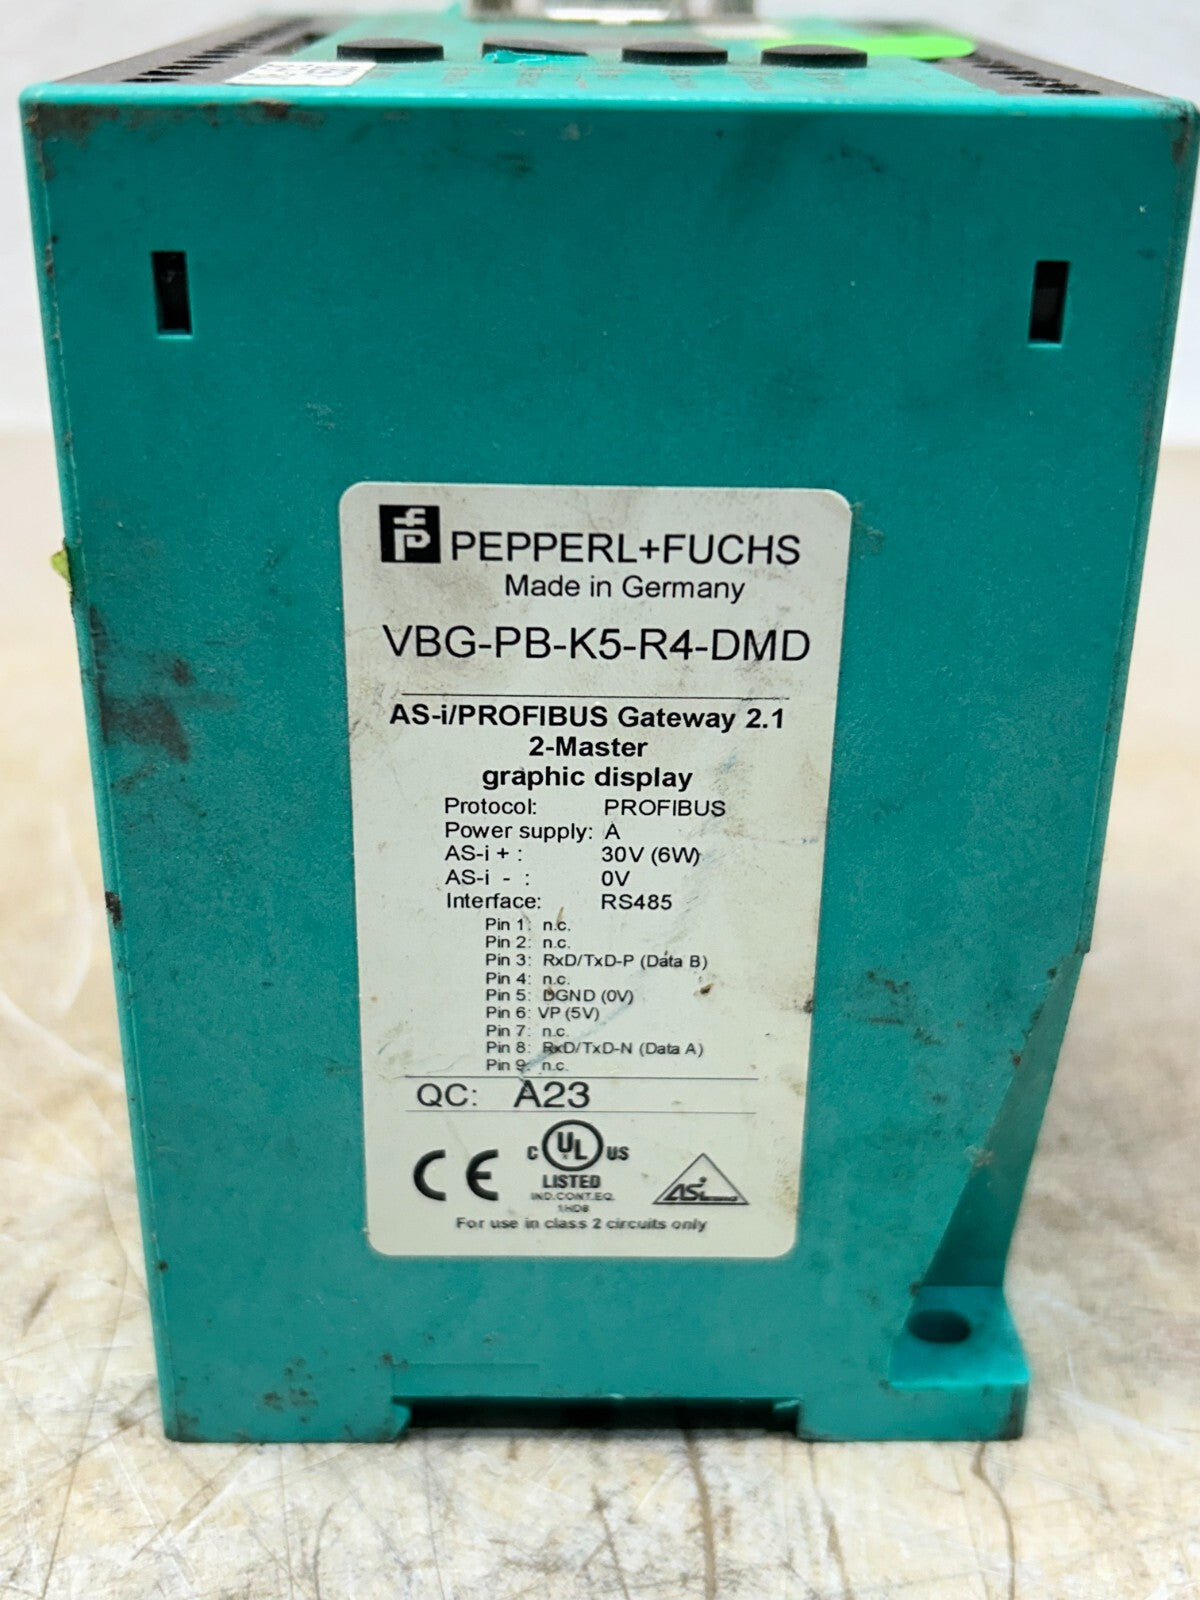 PEPPERL+FUCHS
Made in Germany
VBG-PB-K5-R4-DMD
AS-i/PROFIBUS Gateway 2.1
2-Master
graphic display
Protocol: PROFIBUS
Power supply: A
AS-i + : 30V (6W)
AS-i - : 0V
Interface: RS485
Pin 1: n.c.
Pin 2: n.c.
Pin 3: RxD/TxD-P (Data B)
Pin 4: n.c.
Pin 5: DGND (0V)
Pin 6: VP (5V)
Pin 7: n.c.
Pin 8: RxD/TxD-N (Data A)
Pin 9: n.c.
QC: A23
CE C UL US
LISTED
IND.CONT.EQ.
1HD8
ASi
For use in class 2 circuits only